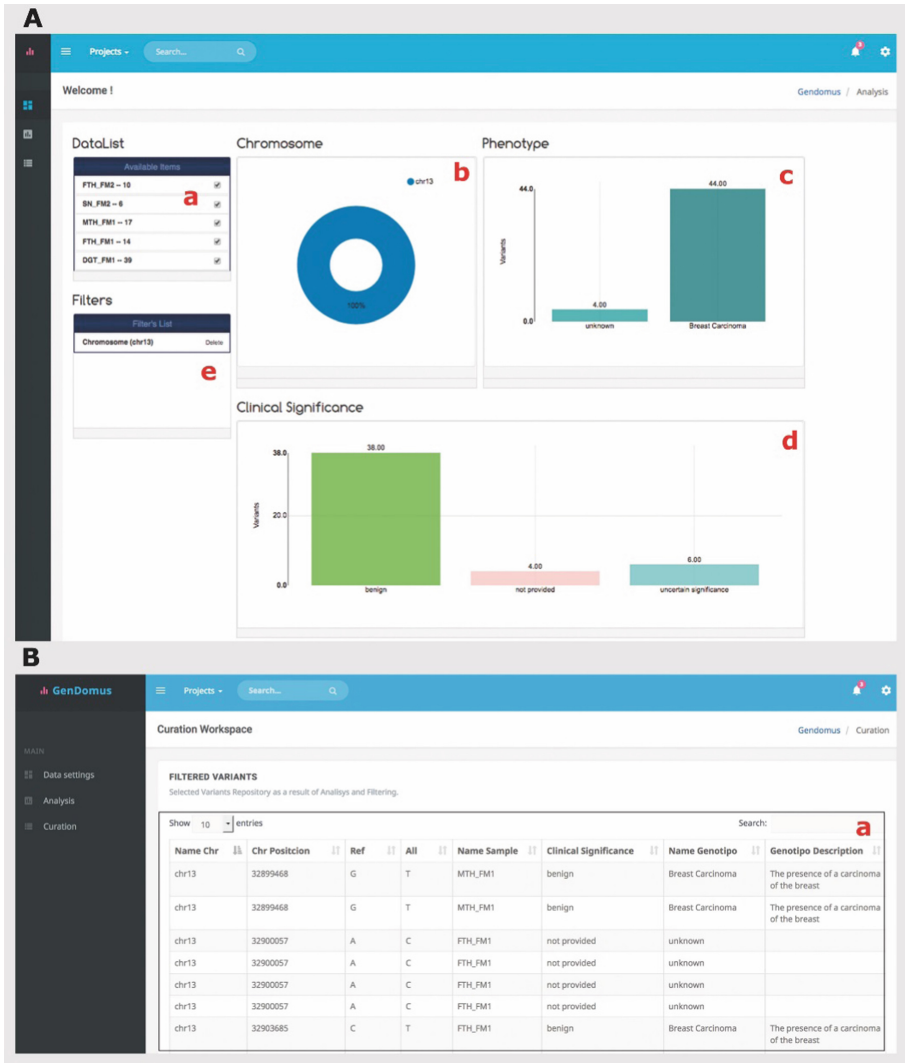 A
Projects
Search...
3
Welcome !
Gendomus / Analysis
DataList
Available Items
FTH_FM2 -- 10
SN_FM2 -- 6
MTH_FM1 -- 17
FTH_FM1 -- 14
DGT_FM1 -- 39
a
Filters
Filter's List
Chromosome (chr13) Delete
e
Chromosome
chr13
b
100%
Phenotype
c
44.0
44.00
Variants
4.00
0.0
unknown
Breast Carcinoma
Clinical Significance
d
38.0
38.00
Variants
20.0
4.00
6.00
0.0
benign
not provided
uncertain significance
B
GenDomus
Projects
Search...
3
MAIN
Data settings
Analysis
Curation
Curation Workspace
Gendomus / Curation
FILTERED VARIANTS
Selected Variants Repository as a result of Analisys and Filtering.
Show 10 entries
Search:
a
Name Chr Chr Positcion Ref All Name Sample Clinical Significance Name Genotipo Genotipo Description
chr13 32899468 G T MTH_FM1 benign Breast Carcinoma The presence of a carcinoma
of the breast
chr13 32899468 G T MTH_FM1 benign Breast Carcinoma The presence of a carcinoma
of the breast
chr13 32900057 A C FTH_FM1 not provided unknown
chr13 32900057 A C FTH_FM1 not provided unknown
chr13 32900057 A C FTH_FM1 not provided unknown
chr13 32900057 A C FTH_FM1 not provided unknown
chr13 32903685 C T FTH_FM1 benign Breast Carcinoma The presence of a carcinoma
of the breast